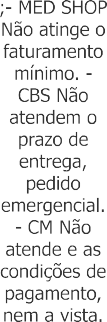 ;- MED SHOP
Não atinge o
faturamento
mínimo. -
CBS Não
atendem o
prazo de
entrega,
pedido
emergencial.
- CM Não
atende e as
condições de
pagamento,
nem a vista.